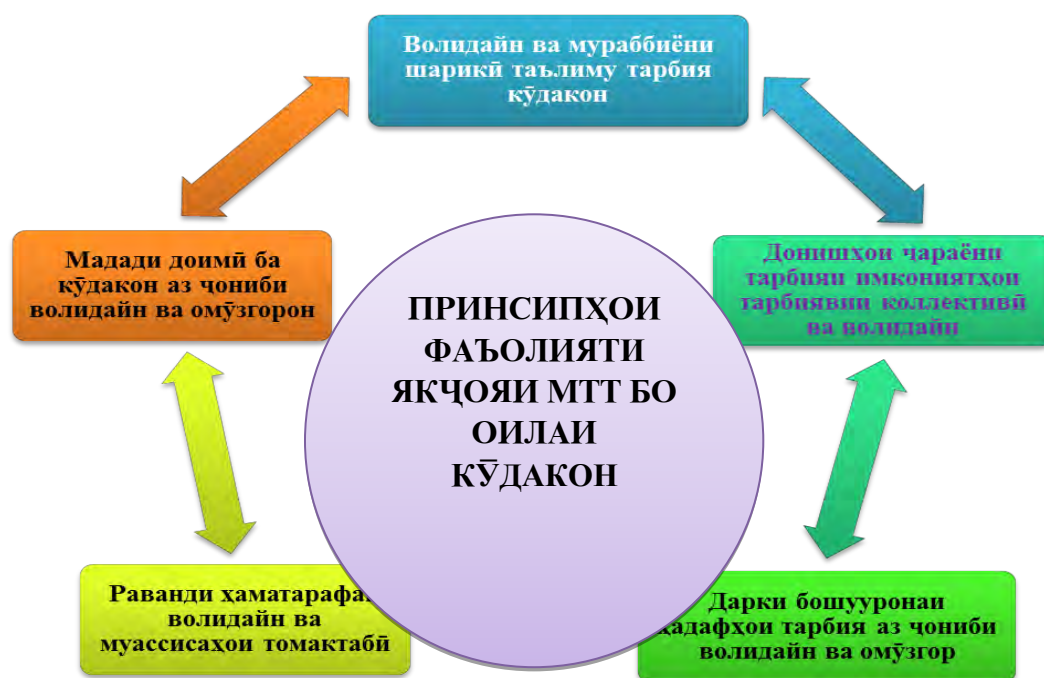 Волидайн ва мураббиёни
шарикӣ таълиму тарбия
кӯдакон
Мадади доимӣ ба
кӯдакон аз ҷониби
волидайн ва омӯзгорон
Донишҳои ҷараёни
тарбияи имкониятҳои
тарбиявии коллективӣ
ва волидайн
ПРИНСИПҲОИ
ФАЪОЛИЯТИ
ЯКҶОЯИ МТТ БО
ОИЛАИ
КӮДАКОН
Раванди
волидайн ва
муассисаҳои томактабӣ
Дарки бошууронаи
ҳадафҳои тарбия аз ҷониби
волидайн ва омӯзгор